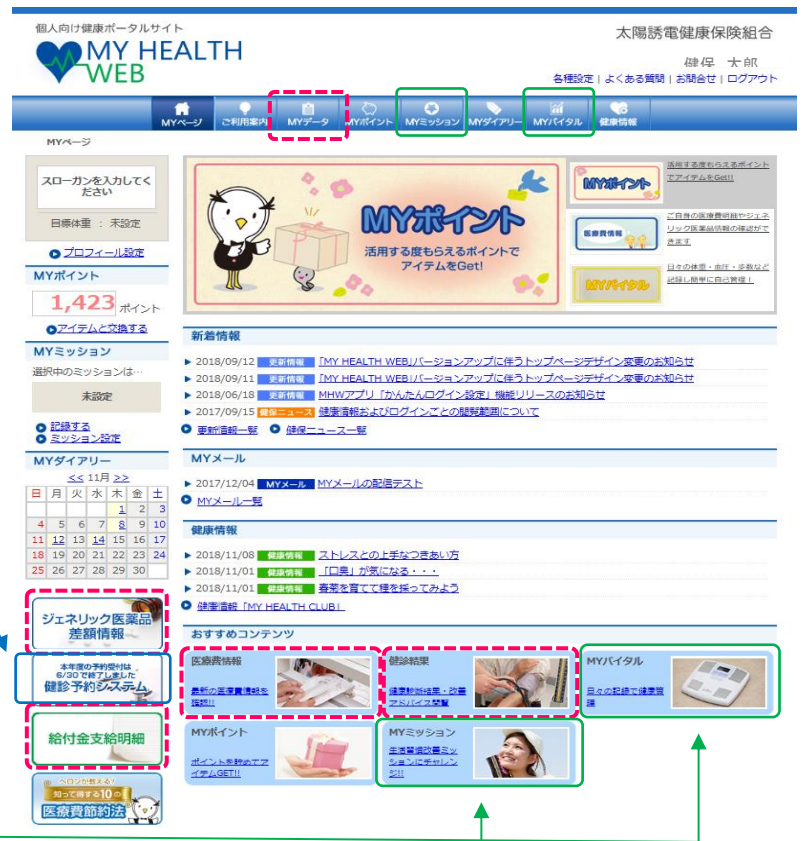 個人向け健康ポータルサイト
MY HEALTH
WEB
太陽誘電健康保険組合
健保 太郎
各種設定 | よくある質問 | お問合せ | ログアウト
MYページ ご利用案内 MYデータ MYポイント MYミッション MYダイアリー MYバイタル 健康情報
MYページ
スローガンを入力してく
ださい
目標体重 : 未設定
プロフィール設定
MYポイント
1,423 ポイント
アイテムと交換する
MYミッション
選択中のミッションは…
未設定
記録する
ミッション設定
MYダイアリー
<< 11月 >>
日 月 火 水 木 金 土
1 2 3
4 5 6 7 8 9 10
11 12 13 14 15 16 17
18 19 20 21 22 23 24
25 26 27 28 29 30
ジェネリック医薬品
差額情報
本年度の予約受付は
6/30で終了しました
健診予約システム
給付金支給明細
ペロンが教える!
知って得する10の
医療費節約法
MYポイント
活用する度もらえるポイントで
アイテムをGet!
MYポイント
活用する度もらえるポイント
でアイテムをGet!!
医療費情報
ご自身の医療費明細やジェネ
リック医薬品情報の確認がで
きます
MYバイタル
日々の体重・血圧・歩数など
記録し簡単に自己管理!
新着情報
2018/09/12 更新情報 「MY HEALTH WEB」バージョンアップに伴うトップページデザイン変更のお知らせ
2018/09/11 更新情報 「MY HEALTH WEB」バージョンアップに伴うトップページデザイン変更のお知らせ
2018/06/18 更新情報 MHWアプリ「かんたんログイン設定」機能リリースのお知らせ
2017/09/15 健保ニュース 健康情報およびログインごとの閲覧範囲について
更新情報一覧 健保ニュース一覧
MYメール
2017/12/04 MYメール MYメールの配信テスト
MYメール一覧
健康情報
2018/11/08 健康情報 ストレスとの上手なつきあい方
2018/11/01 健康情報 「口臭」が気になる・・・
2018/11/01 健康情報 春菊を育てて種を採ってみよう
健康情報「MY HEALTH CLUB」
おすすめコンテンツ
医療費情報
最新の医療費情報を
確認!!
健診結果
健康診断結果・改善
アドバイス閲覧
MYバイタル
日々の記録で健康管
理
MYポイント
ポイントを貯めてア
イテムGET!!
MYミッション
生活習慣改善ミッ
ションにチャレン
ジ!!